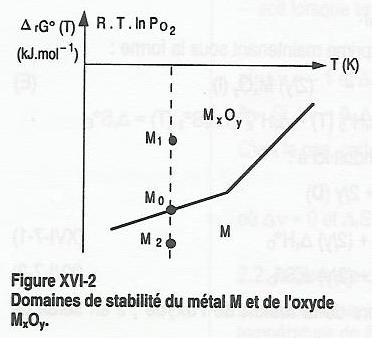 Δ rG° (T)
(kJ.mol⁻¹)
R.T.ln Po₂
T (K)
MₓOy
M₁
M₀
M₂
M
Figure XVI-2
Domaines de stabilité du métal M et de l'oxyde
MₓOy.